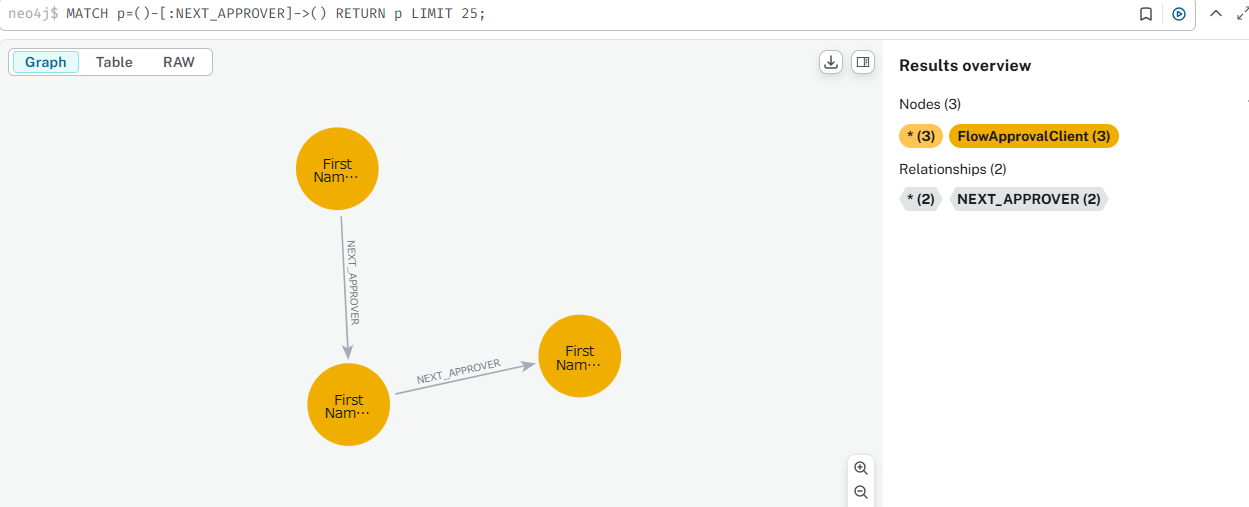 neo4j$ MATCH p=()-[:NEXT_APPROVER]->() RETURN p LIMIT 25;
Graph Table RAW
Results overview
Nodes (3)
* (3) FlowApprovalClient (3)
Relationships (2)
* (2) NEXT_APPROVER (2)
First
Nam…
NEXT_APPROVER
First
Nam…
NEXT_APPROVER
First
Nam…